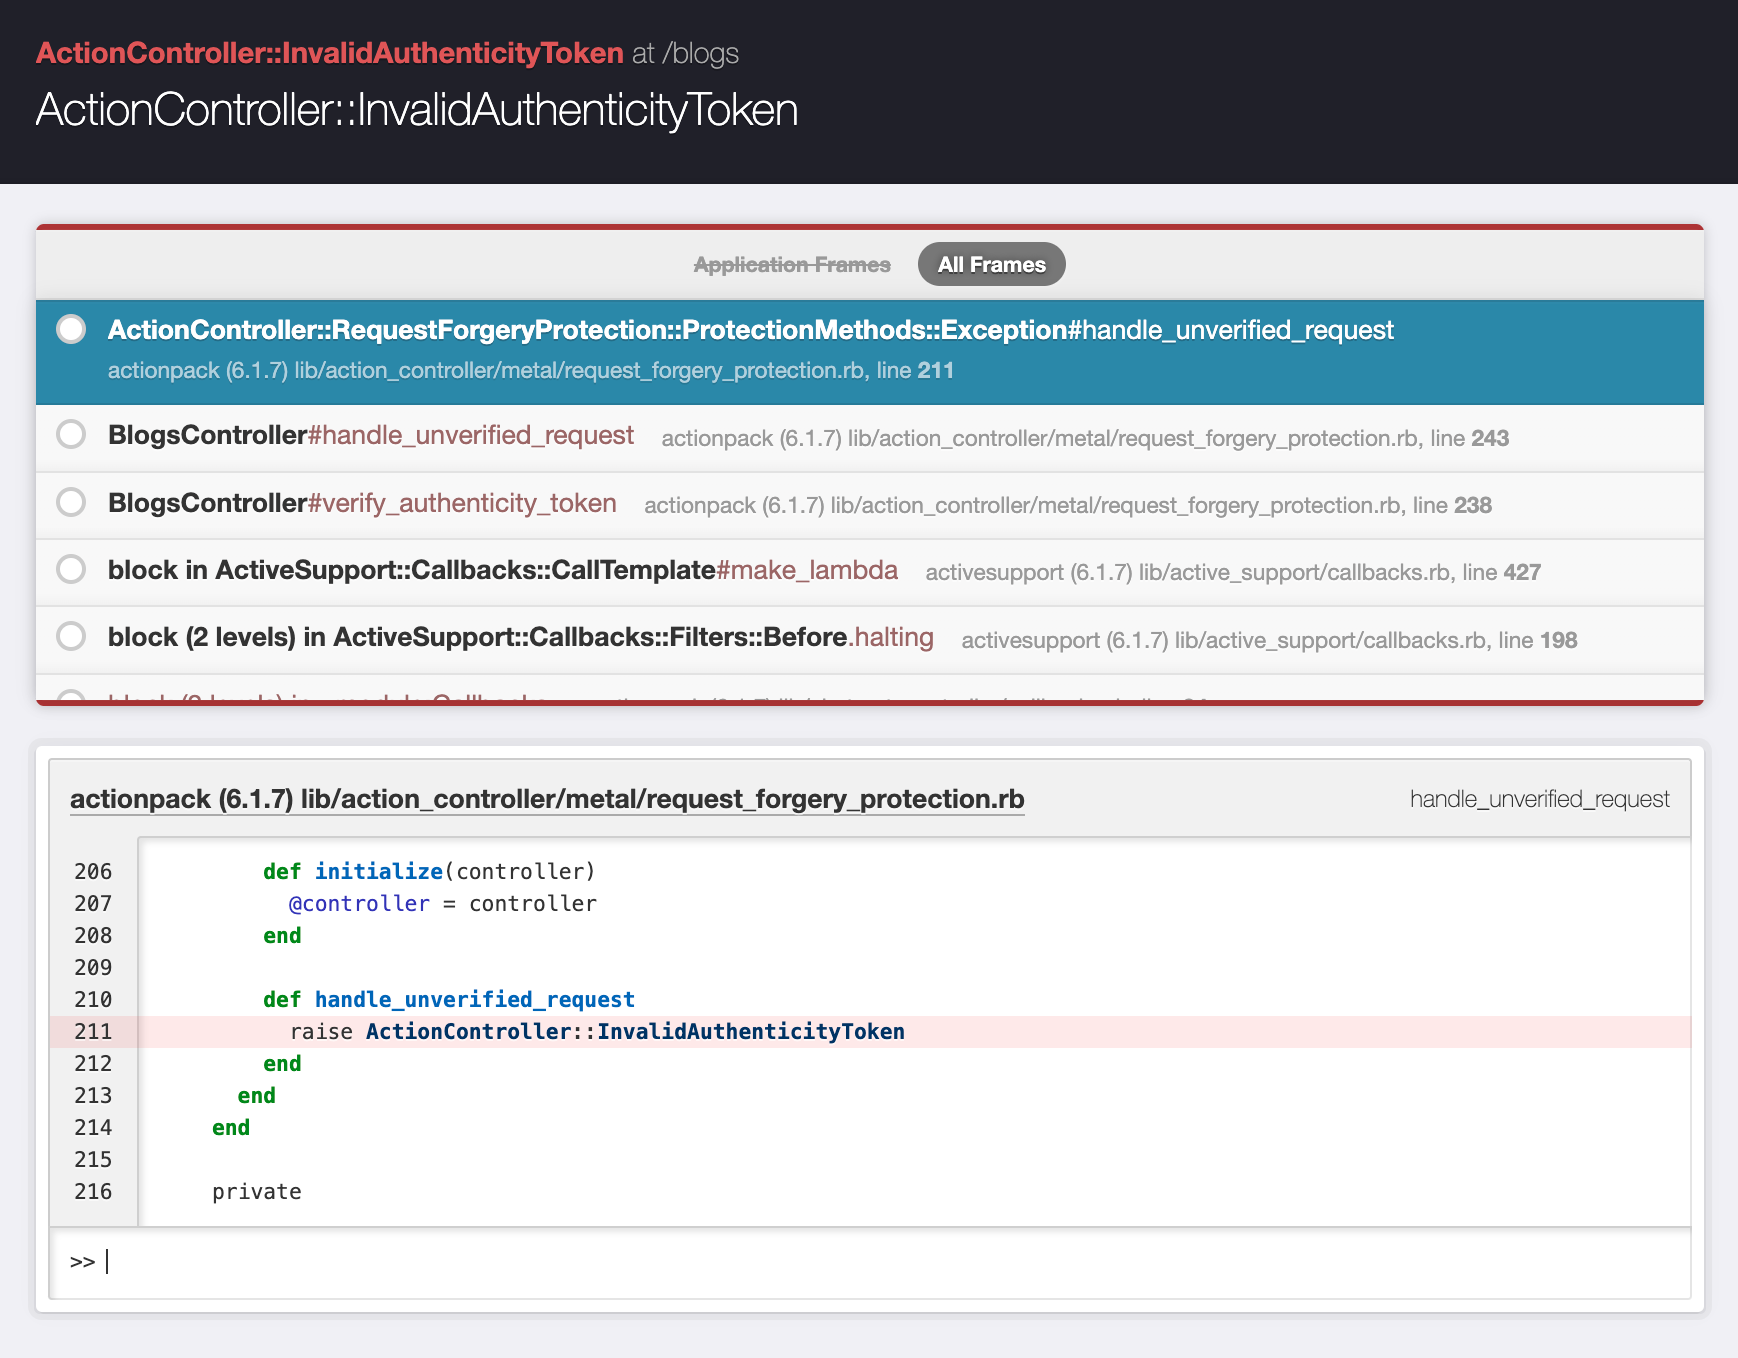 ActionController::InvalidAuthenticityToken at /blogs
ActionController::InvalidAuthenticityToken
Application Frames All Frames
ActionController::RequestForgeryProtection::ProtectionMethods::Exception#handle_unverified_request
actionpack (6.1.7) lib/action_controller/metal/request_forgery_protection.rb, line 211
BlogsController#handle_unverified_request actionpack (6.1.7) lib/action_controller/metal/request_forgery_protection.rb, line 243
BlogsController#verify_authenticity_token actionpack (6.1.7) lib/action_controller/metal/request_forgery_protection.rb, line 238
block in ActiveSupport::Callbacks::CallTemplate#make_lambda activesupport (6.1.7) lib/active_support/callbacks.rb, line 427
block (2 levels) in ActiveSupport::Callbacks::Filters::Before.halting activesupport (6.1.7) lib/active_support/callbacks.rb, line 198
actionpack (6.1.7) lib/action_controller/metal/request_forgery_protection.rb handle_unverified_request
206 def initialize(controller)
207 @controller = controller
208 end
209
210 def handle_unverified_request
211 raise ActionController::InvalidAuthenticityToken
212 end
213 end
214 end
215
216 private
>>